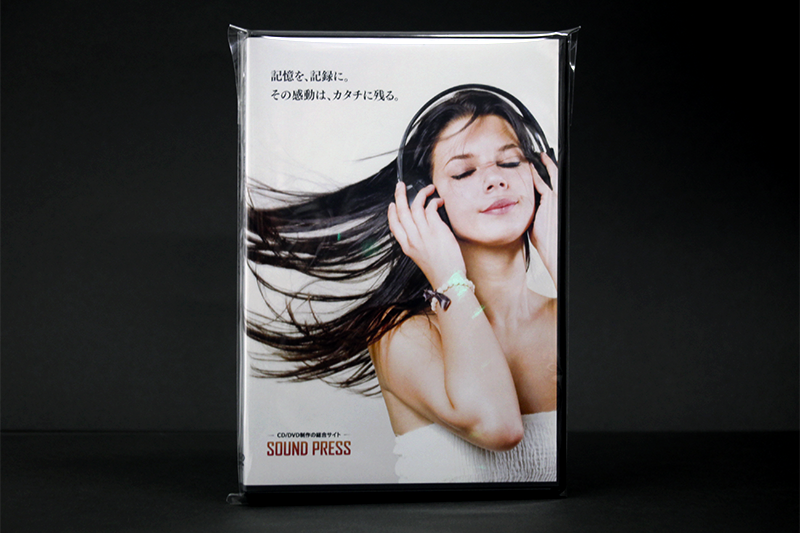 記憶を、記録に。
その感動は、カタチに残る。
CD/DVD制作の総合サイト
SOUND PRESS